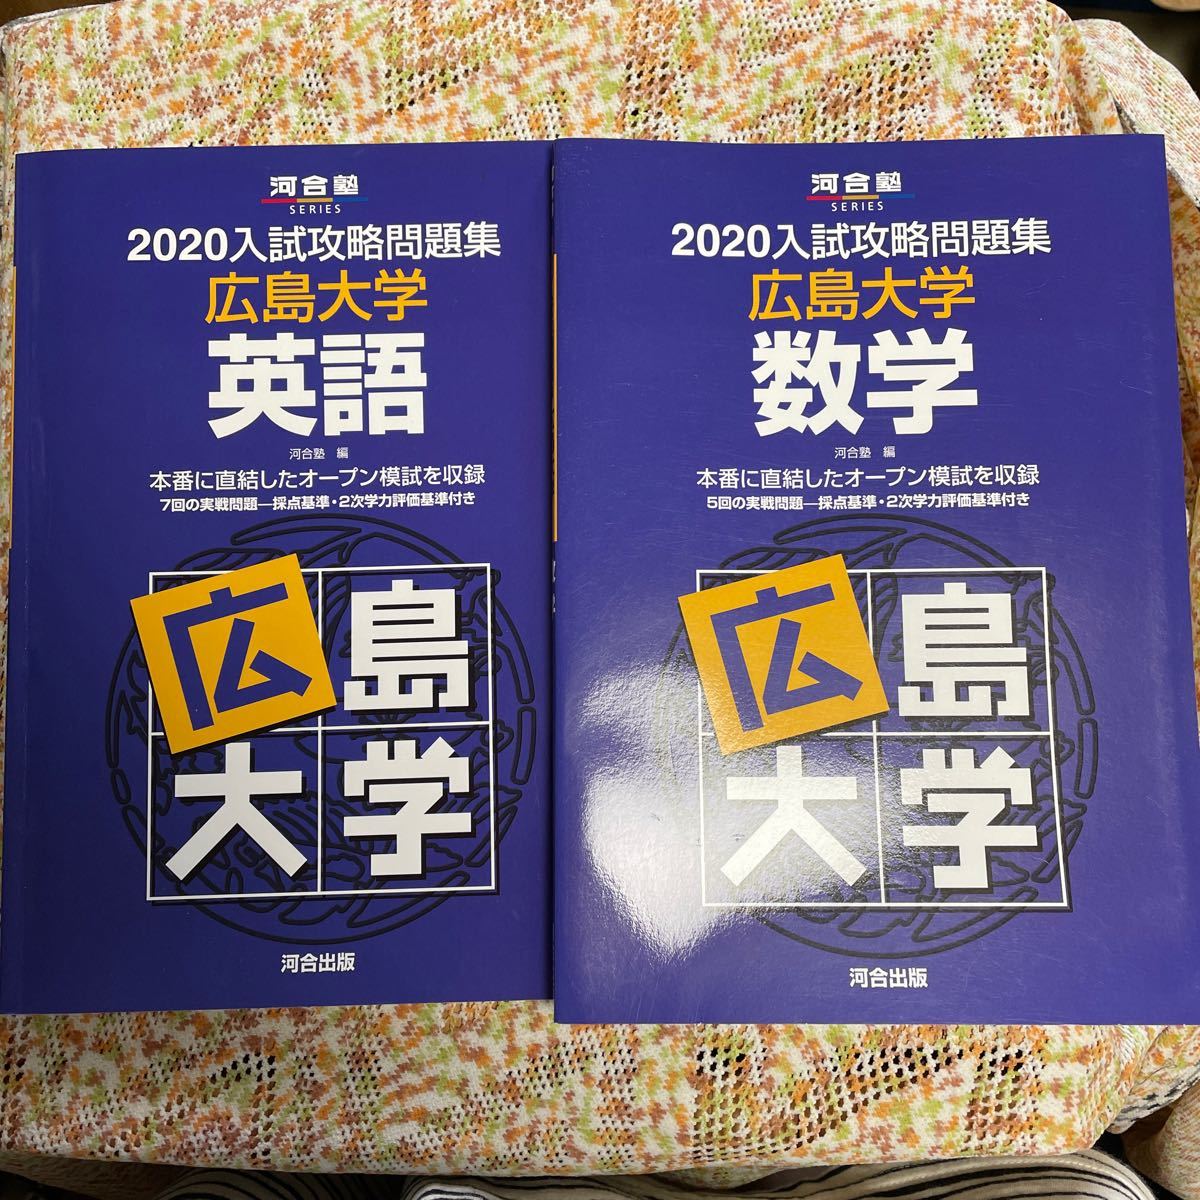 河合塾
SERIES
2020入試攻略問題集
広島大学
英語
河合塾 編
本番に直結したオープン模試を収録
7回の実戦問題―採点基準・2次学力評価基準付き
広島
大学
河合出版
河合塾
SERIES
2020入試攻略問題集
広島大学
数学
河合塾 編
本番に直結したオープン模試を収録
5回の実戦問題―採点基準・2次学力評価基準付き
広島
大学
河合出版